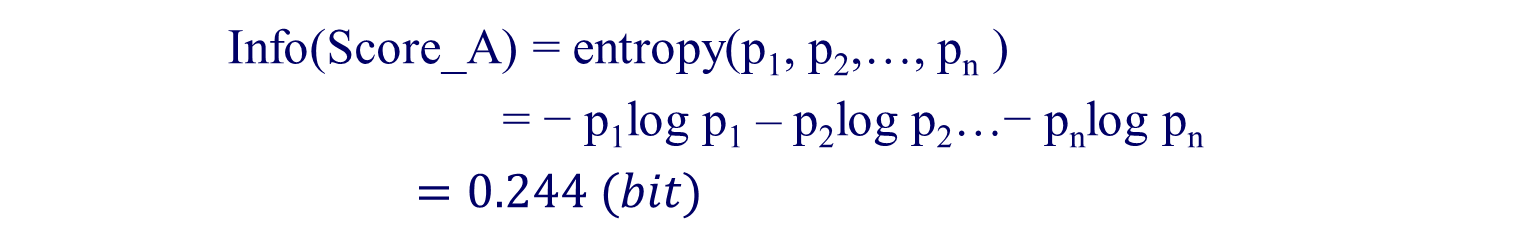 Info(Score_A) = entropy(p₁, p₂,…, pₙ )
= − p₁log p₁ – p₂log p₂…− pₙlog pₙ
= 0.244 (bit)